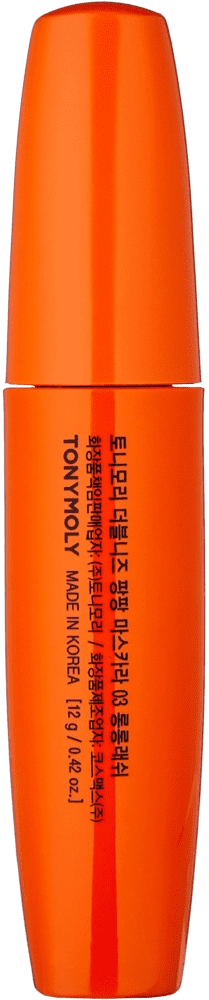 토니모리 더블니즈 팡팡 마스카라 03 롱롱래쉬
화장품책임판매업자: (주)토니모리 / 화장품제조업자: 코스맥스(주)
TONYMOLY MADE IN KOREA [12 g / 0.42 oz.]